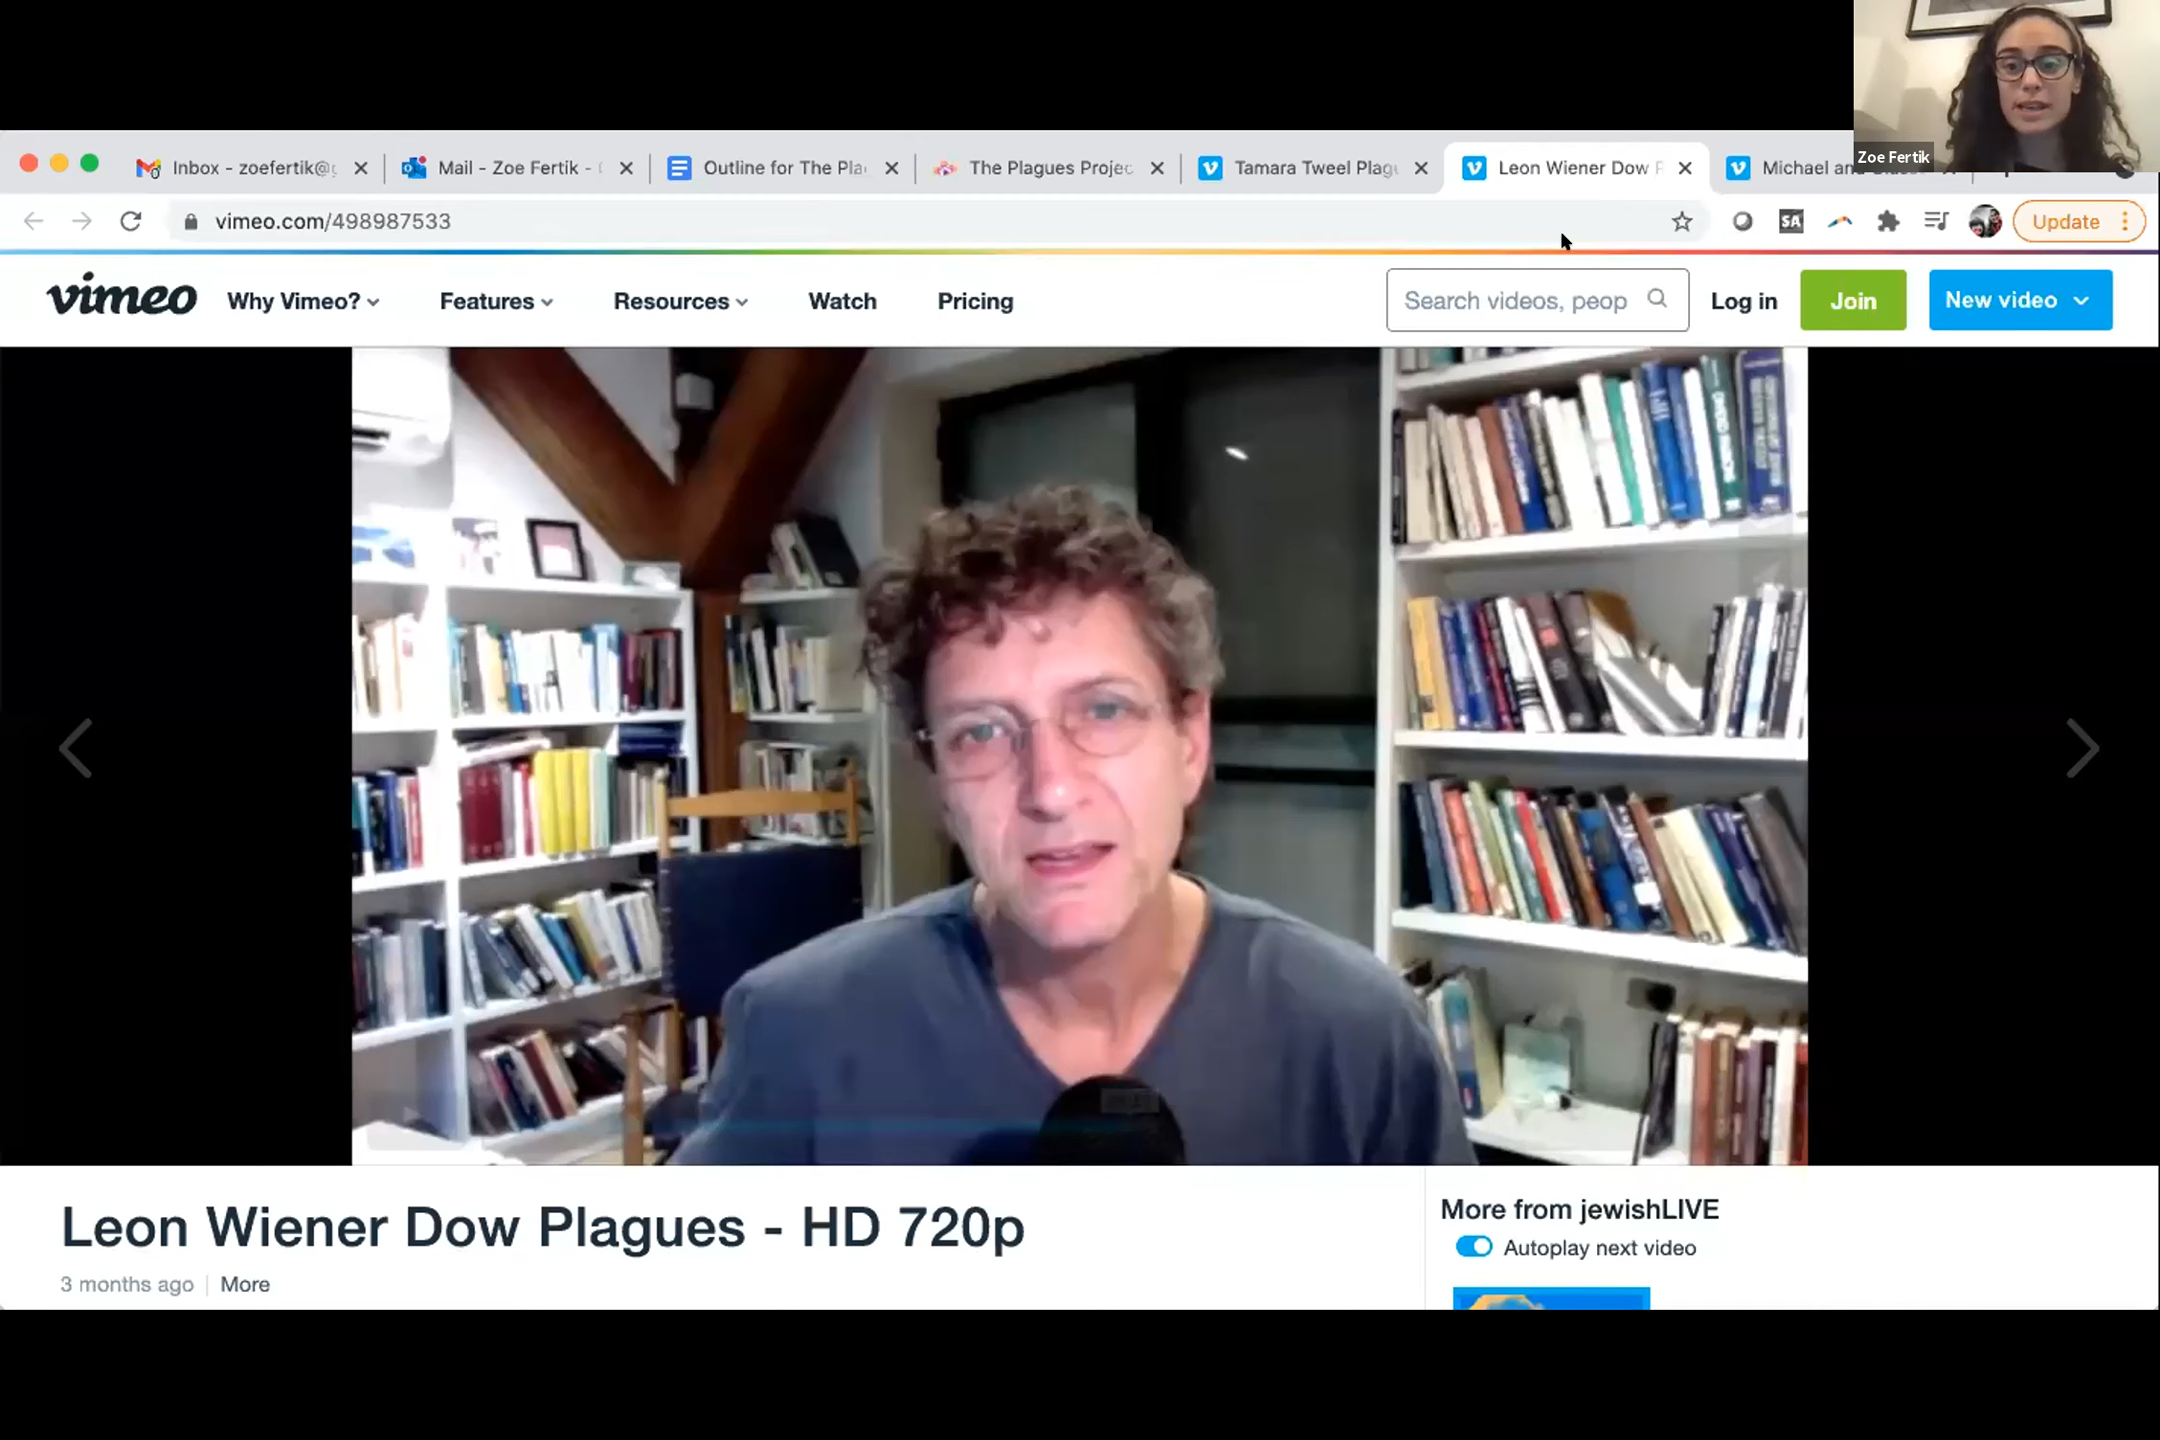 Zoe Fertik
Inbox - zoefertik@g
Mail - Zoe Fertik -
Outline for The Pla
The Plagues Projec
Tamara Tweel Plagu
Leon Wiener Dow P
Michael an
vimeo.com/498987533
SA
Update
vimeo
Why Vimeo?
Features
Resources
Watch
Pricing
Search videos, peop
Log in
Join
New video
Leon Wiener Dow Plagues - HD 720p
3 months ago
More
More from jewishLIVE
Autoplay next video